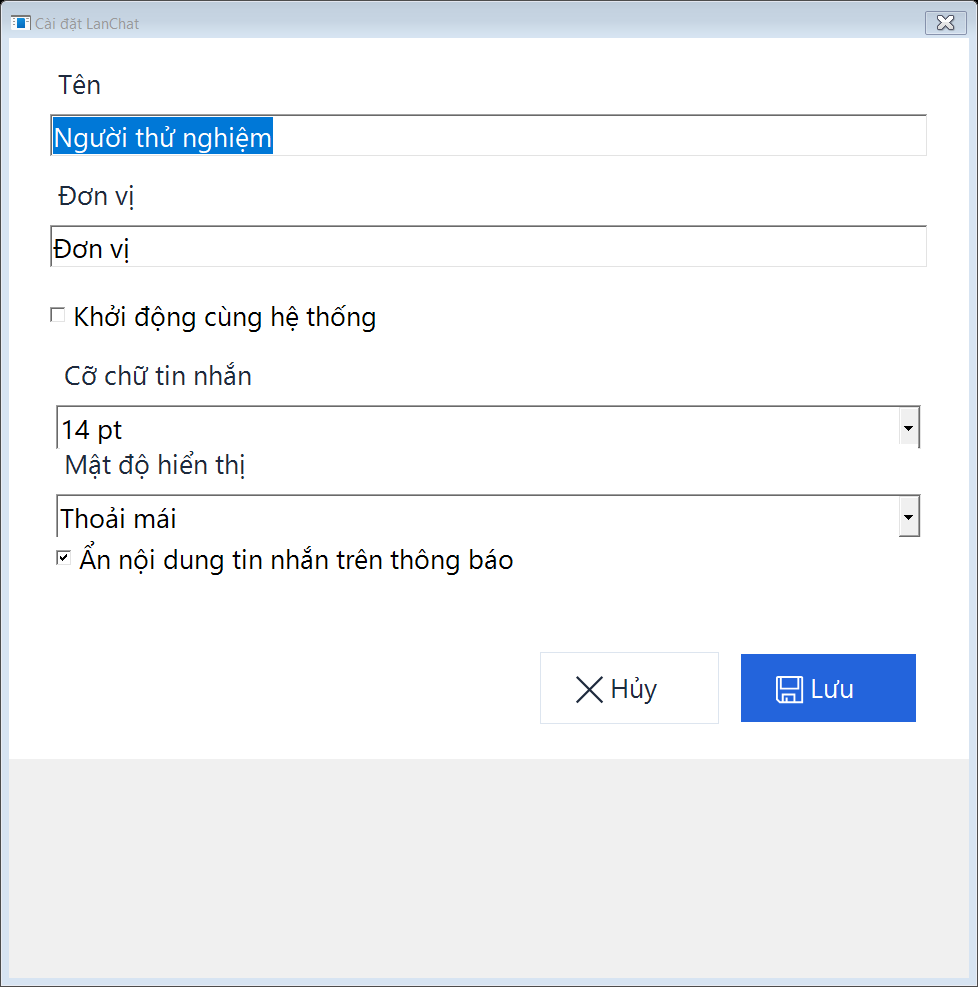 Cài đặt LanChat
Tên
Người thử nghiệm
Đơn vị
Đơn vị
Khởi động cùng hệ thống
Cỡ chữ tin nhắn
14 pt
Mật độ hiển thị
Thoải mái
Ẩn nội dung tin nhắn trên thông báo
Hủy
Lưu